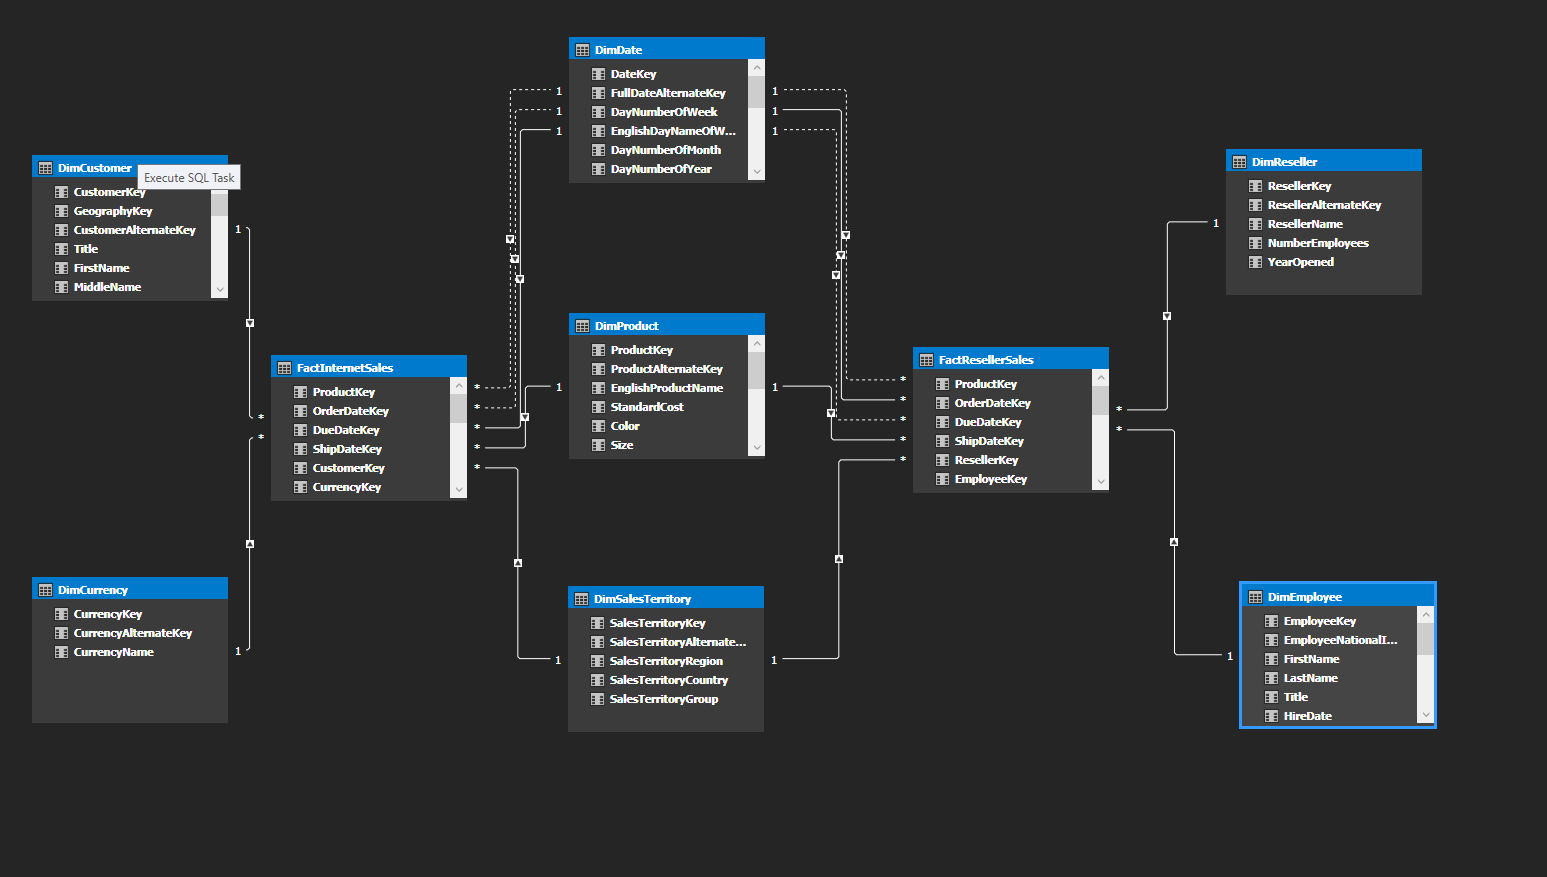 DimDate
DateKey
FullDateAlternateKey
DayNumberOfWeek
EnglishDayNameOfW...
DayNumberOfMonth
DayNumberOfYear
1
1
1
1
1
1
DimCustomer
Execute SQL Task
CustomerKey
GeographyKey
CustomerAlternateKey
Title
FirstName
MiddleName
1
DimReseller
ResellerKey
ResellerAlternateKey
ResellerName
NumberEmployees
YearOpened
1
DimProduct
ProductKey
ProductAlternateKey
EnglishProductName
StandardCost
Color
Size
1
1
FactInternetSales
ProductKey
OrderDateKey
DueDateKey
ShipDateKey
CustomerKey
CurrencyKey
*
*
*
*
*
*
*
FactResellerSales
ProductKey
OrderDateKey
DueDateKey
ShipDateKey
ResellerKey
EmployeeKey
*
*
*
*
*
*
*
DimCurrency
CurrencyKey
CurrencyAlternateKey
CurrencyName
1
DimSalesTerritory
SalesTerritoryKey
SalesTerritoryAlternate...
SalesTerritoryRegion
SalesTerritoryCountry
SalesTerritoryGroup
1
1
DimEmployee
EmployeeKey
EmployeeNationalI...
FirstName
LastName
Title
HireDate
1